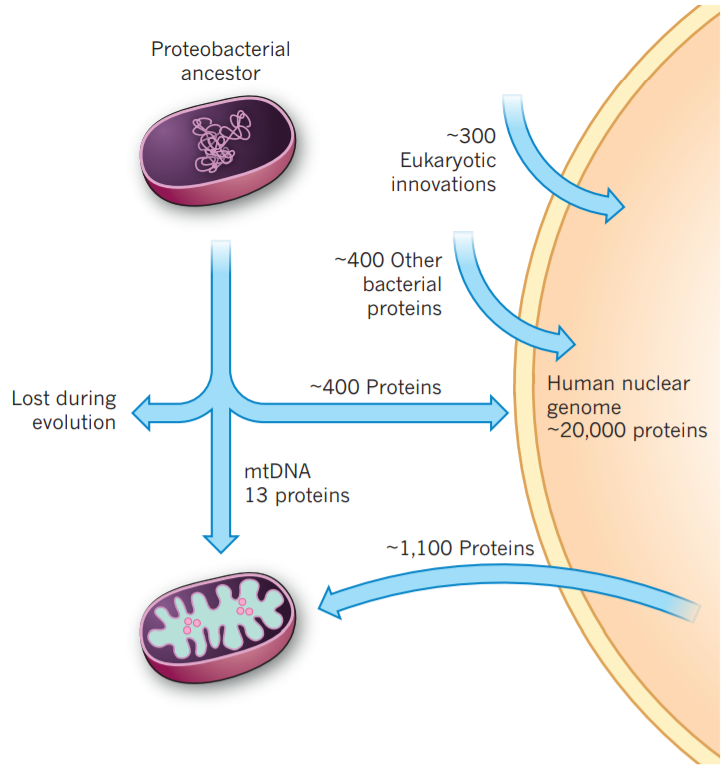 Proteobacterial
ancestor
~300
Eukaryotic
innovations
~400 Other
bacterial
proteins
Lost during
evolution
~400 Proteins
Human nuclear
genome
~20,000 proteins
mtDNA
13 proteins
~1,100 Proteins